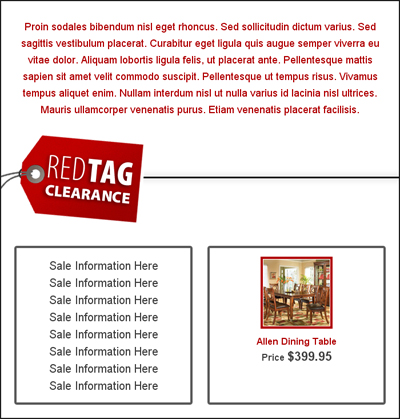 Proin sodales bibendum nisl eget rhoncus. Sed sollicitudin dictum varius. Sed
sagittis vestibulum placerat. Curabitur eget ligula quis augue semper viverra eu
vitae dolor. Aliquam lobortis ligula felis, ut placerat ante. Pellentesque mattis
sapien sit amet velit commodo suscipit. Pellentesque ut tempus risus. Vivamus
tempus aliquet enim. Nullam interdum nisl ut nulla varius id lacinia nisl ultrices.
Mauris ullamcorper venenatis purus. Etiam venenatis placerat facilisis.
REDTAG
CLEARANCE
Sale Information Here
Sale Information Here
Sale Information Here
Sale Information Here
Sale Information Here
Sale Information Here
Sale Information Here
Sale Information Here
Allen Dining Table
Price $399.95